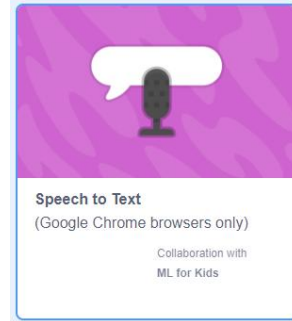 Speech to Text
(Google Chrome browsers only)
Collaboration with
ML for Kids